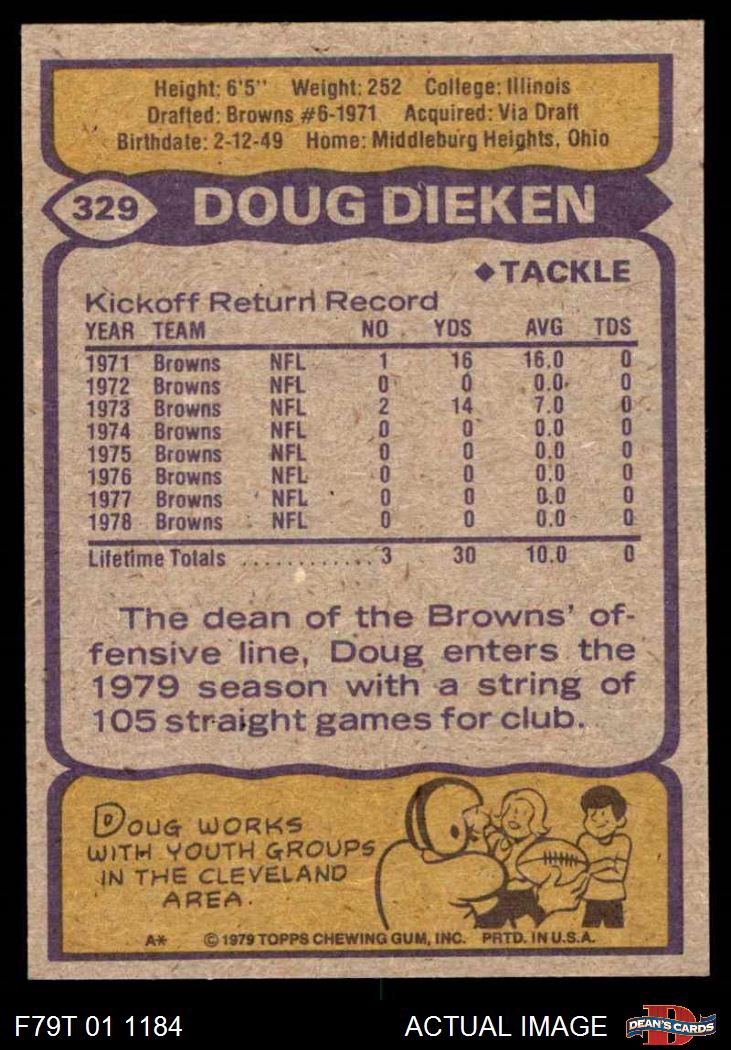 Height: 6'5" Weight: 252 College: Illinois
Drafted: Browns #6-1971 Acquired: Via Draft
Birthdate: 2-12-49 Home: Middleburg Heights, Ohio
329 DOUG DIEKEN
◆TACKLE
Kickoff Return Record
YEAR TEAM NO YDS AVG TDS
1971 Browns NFL 1 16 16.0 0
1972 Browns NFL 0 0 0.0 0
1973 Browns NFL 2 14 7.0 0
1974 Browns NFL 0 0 0.0 0
1975 Browns NFL 0 0 0.0 0
1976 Browns NFL 0 0 0.0 0
1977 Browns NFL 0 0 0.0 0
1978 Browns NFL 0 0 0.0 0
Lifetime Totals ............ 3 30 10.0 0
The dean of the Browns' of-
fensive line, Doug enters the
1979 season with a string of
105 straight games for club.
DOUG WORKS
WITH YOUTH GROUPS
IN THE CLEVELAND
AREA.
A* © 1979 TOPPS CHEWING GUM, INC. PRTD. IN U.S.A.
F79T 01 1184 ACTUAL IMAGE D DEAN'S CARDS